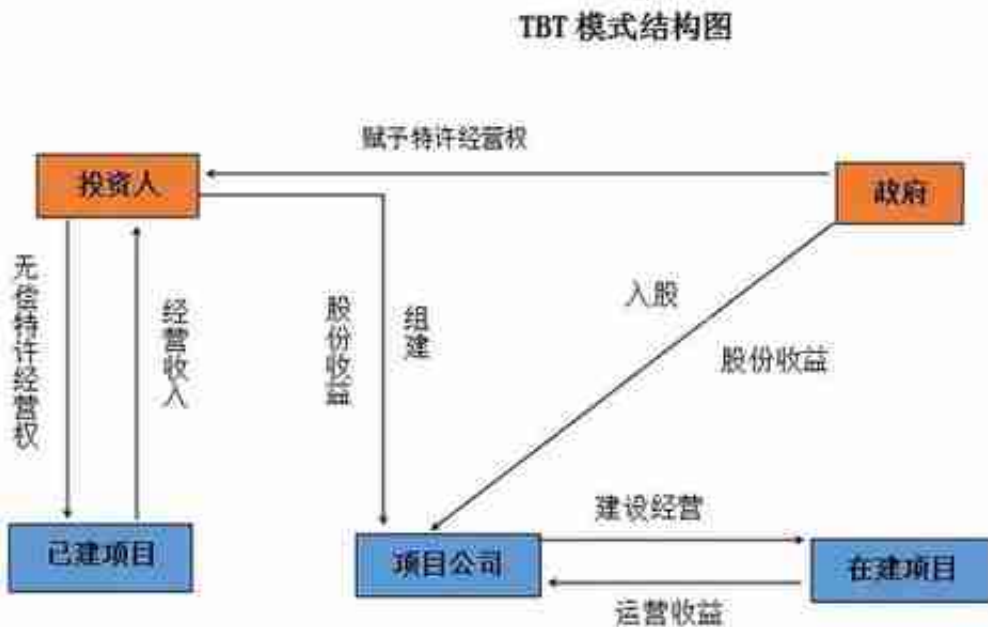 TBT 模式结构图
赋予特许经营权
投资人
政府
无偿特许经营权
经营收入
股份收益
组建
入股
股份收益
已建项目
项目公司
建设经营
运营收益
在建项目